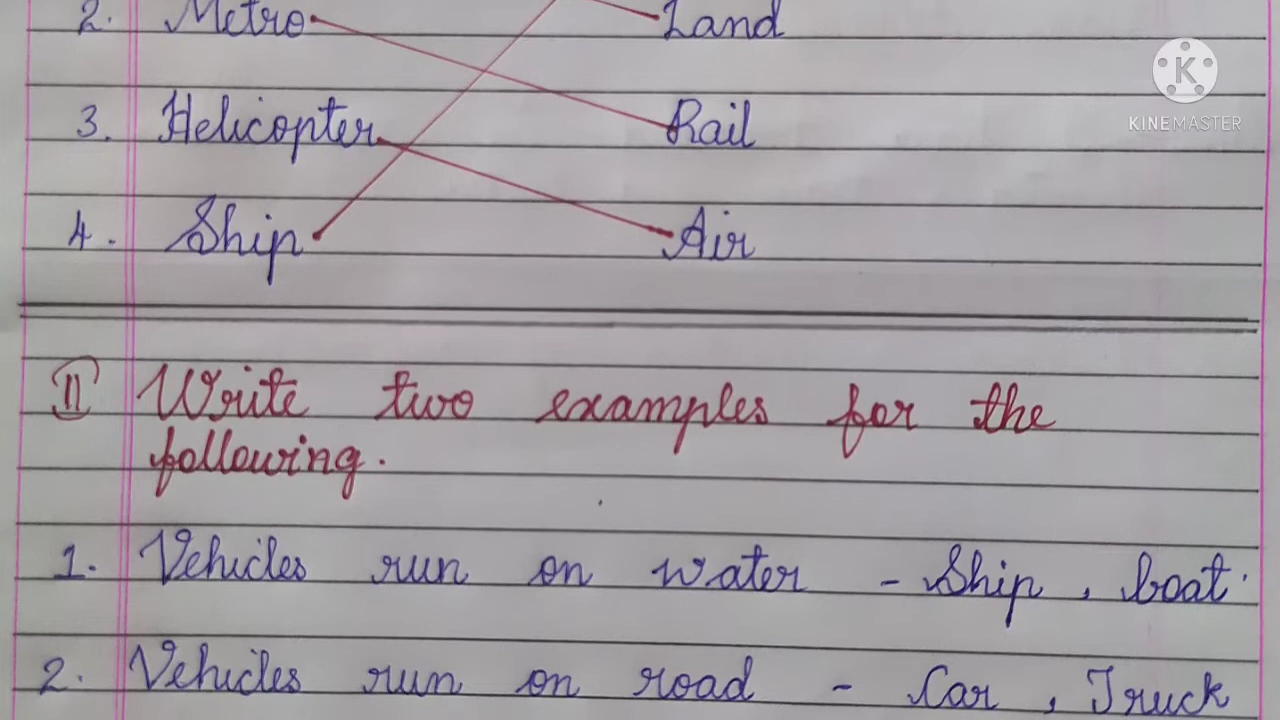 2. Metro Land
3. Helicopter Rail
4. Ship Air
K
KINEMASTER
II Write two examples for the
following.
1. Vehicles run on water - Ship, boat.
2. Vehicles run on road - Car, Truck